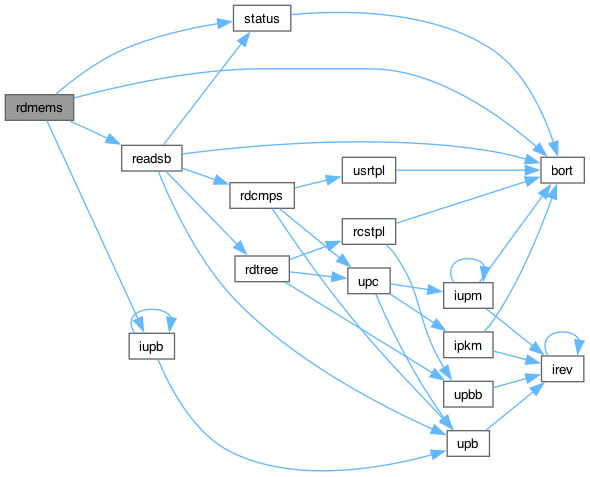 status
rdmems
readsb
usrtpl
bort
rdcmps
rcstpl
rdtree
upc
iupm
iupb
ipkm
irev
upbb
upb